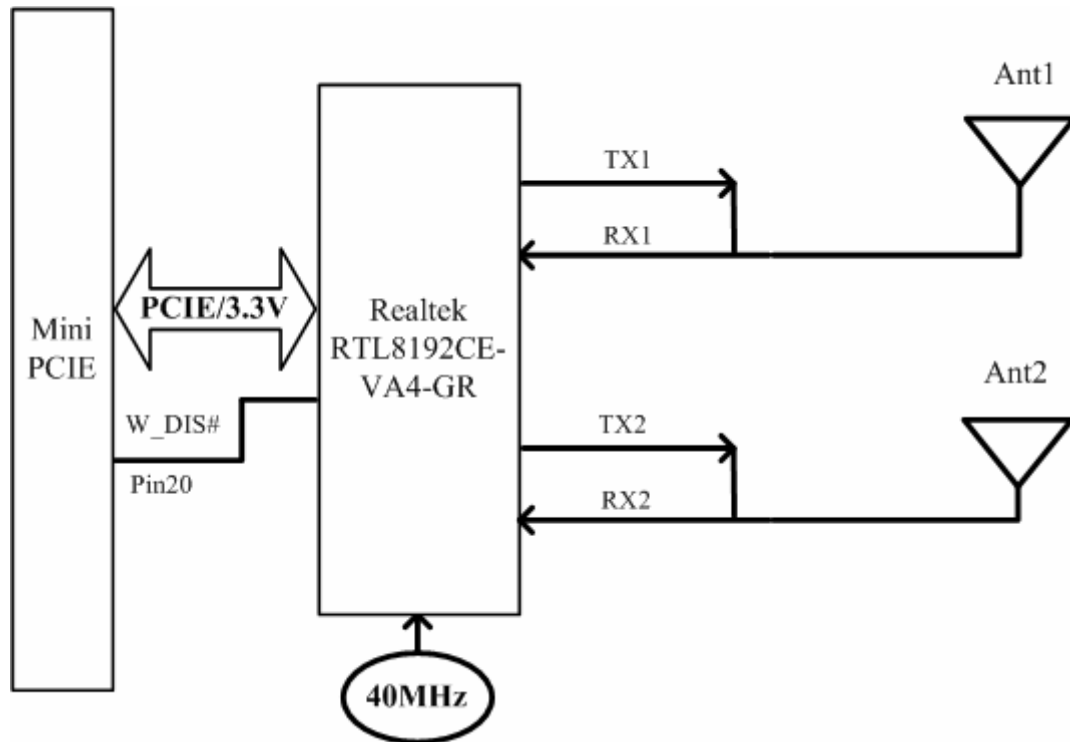 Mini
PCIE
PCIE/3.3V
W_DIS#
Pin20
Realtek
RTL8192CE-
VA4-GR
40MHz
TX1
RX1
Ant1
TX2
RX2
Ant2